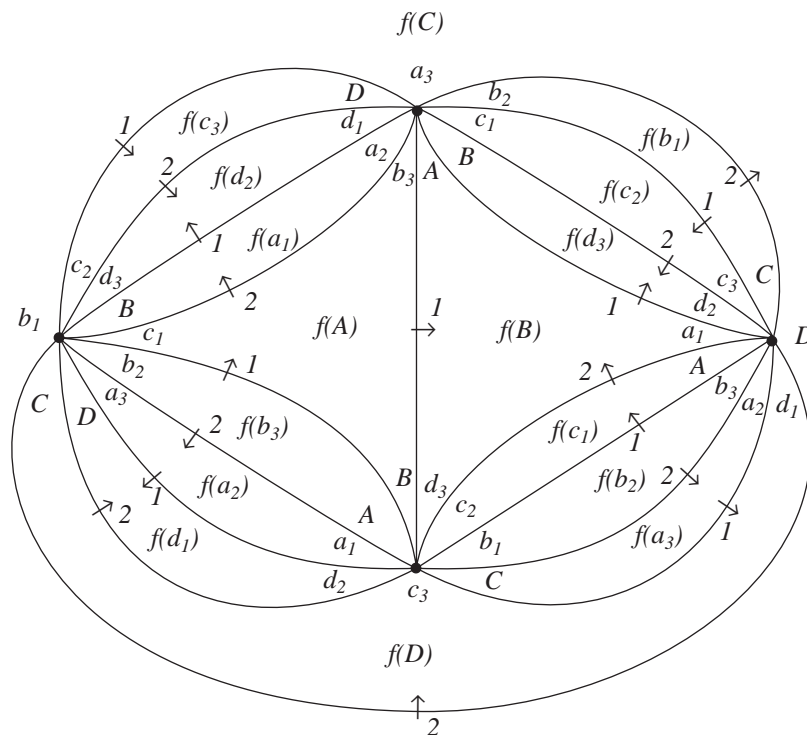 f(C)
a3
D b2
1 f(c3) d1 c1 f(b1)
a2 B
2 f(d2) b3 A f(c2) 2
1
1 f(a1) f(d3) 2
c2 d3 c3 C
2 1 d2
B
b1 c1 f(A) 1 f(B) a1 D
b2 1 2 A
C a3 b3 a2 d1
D 2 f(b3) f(c1) 1
1 f(a2) B d3 f(b2) 2
c2
2 A 1
f(d1) a1 b1 f(a3)
d2 c3 C
f(D)
2